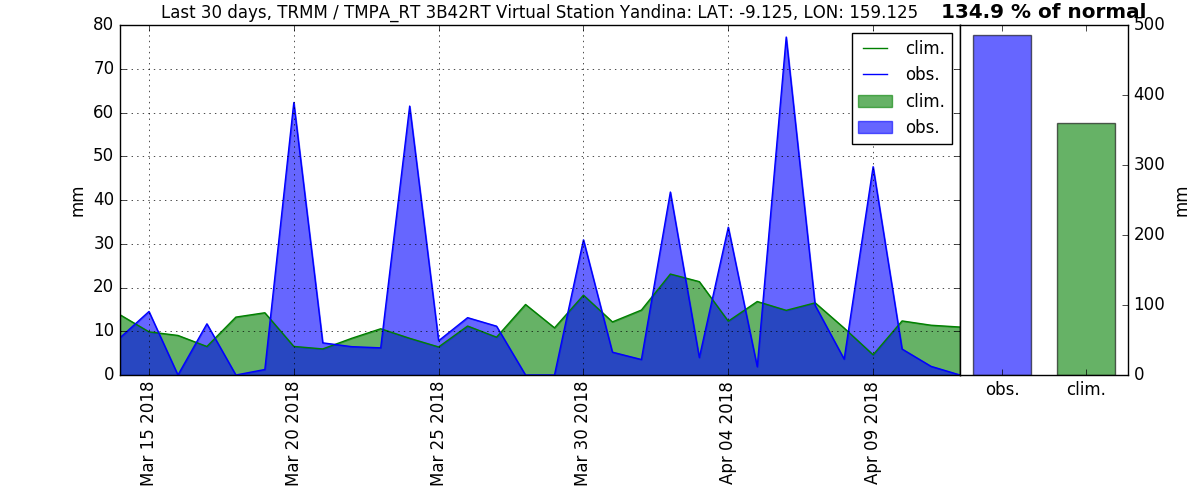 Last 30 days, TRMM / TMPA_RT 3B42RT Virtual Station Yandina: LAT: -9.125, LON: 159.125
134.9 % of normal
80
70
60
50
40
30
20
10
0
mm
clim.
obs.
clim.
obs.
Mar 15 2018
Mar 20 2018
Mar 25 2018
Mar 30 2018
Apr 04 2018
Apr 09 2018
500
400
300
200
100
0
mm
obs.
clim.